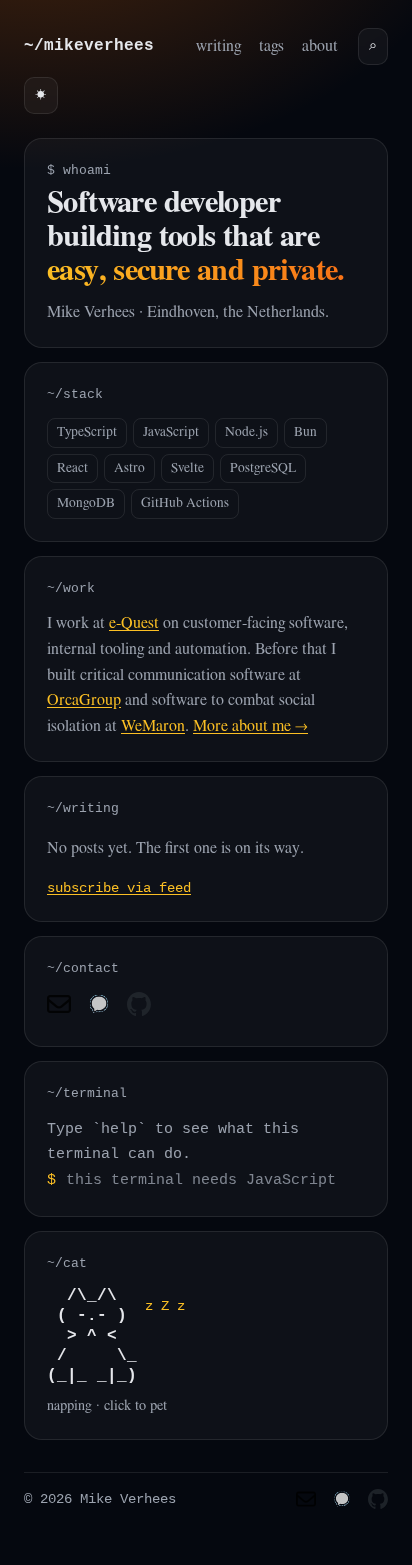 ~/mikeverhees writing tags about
$ whoami
Software developer
building tools that are
easy, secure and private.
Mike Verhees · Eindhoven, the Netherlands.
~/stack
TypeScript JavaScript Node.js Bun
React Astro Svelte PostgreSQL
MongoDB GitHub Actions
~/work
I work at e-Quest on customer-facing software,
internal tooling and automation. Before that I
built critical communication software at
OrcaGroup and software to combat social
isolation at WeMaron. More about me →
~/writing
No posts yet. The first one is on its way.
subscribe via feed
~/contact
~/terminal
Type `help` to see what this
terminal can do.
$ this terminal needs JavaScript
~/cat
  /\_/\
 ( -.- )  z Z z
  > ^ <
 /     \_
(_|_ _|_)
napping · click to pet
© 2026 Mike Verhees